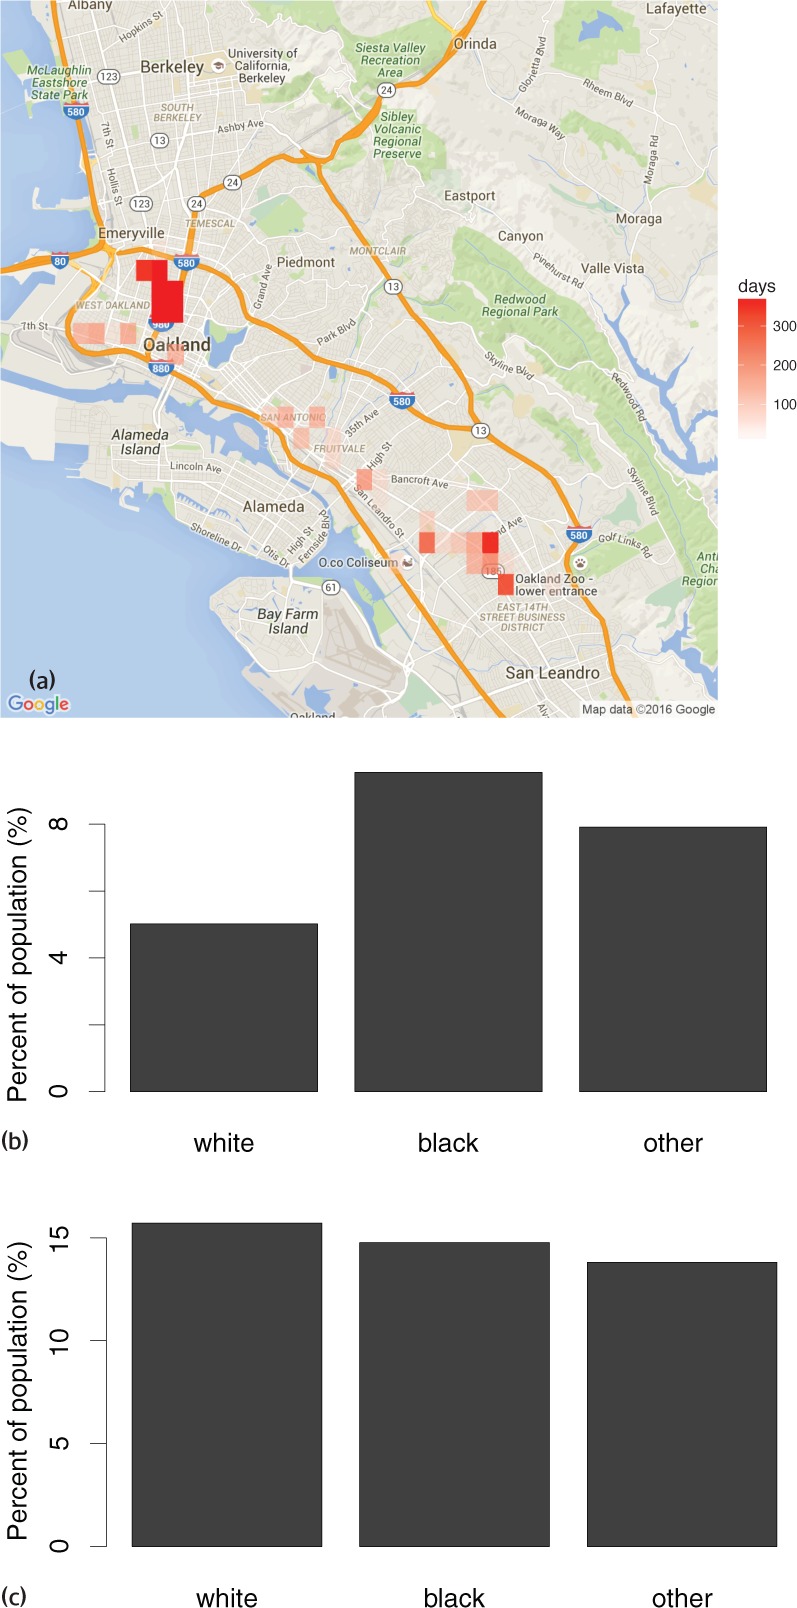 Albany
Hopkins St
Lafayette
Orinda
Siesta Valley
Recreation
Area
University of
California,
Berkeley
Berkeley
McLaughlin
Eastshore
State Park
123
24
Glorietta Blvd
Rheem Blvd
580
SOUTH
BERKELEY
7th St
Ashby Ave
Sibley
Volcanic
Regional
Preserve
Moraga Way
Moraga Rd
13
Hollis St
24
123
24
TEMESCAL
Eastport
Moraga
Emeryville
Canyon
MONTCLAIR
Pinehurst Rd
80
580
Piedmont
Valle Vista
Grand Ave
13
WEST OAKLAND
Redwood
Regional Park
7th St
980
Oakland
Park Blvd
880
Skyline Blvd
Redwood Rd
580
SAN ANTONIO
35th Ave
13
Alameda
Island
FRUITVALE
High St
Lincoln Ave
Bancroft Ave
Skyline Blvd
San Leandro St
Alameda
Shoreline Dr
High St
Fernside Blvd
Otis Dr
nd Ave
580
Golf Links Rd
O.co Coliseum
185
Oakland Zoo -
lower entrance
Ant
Cha
Region
61
Bay Farm
Island
EAST 14TH
STREET BUSINESS
DISTRICT
San Leandro
(a)
Google
Oakland
Alv
Map data ©2016 Google
days
300
200
100
Percent of population (%)
8
4
0
white black other
(b)
Percent of population (%)
15
10
5
0
white black other
(c)